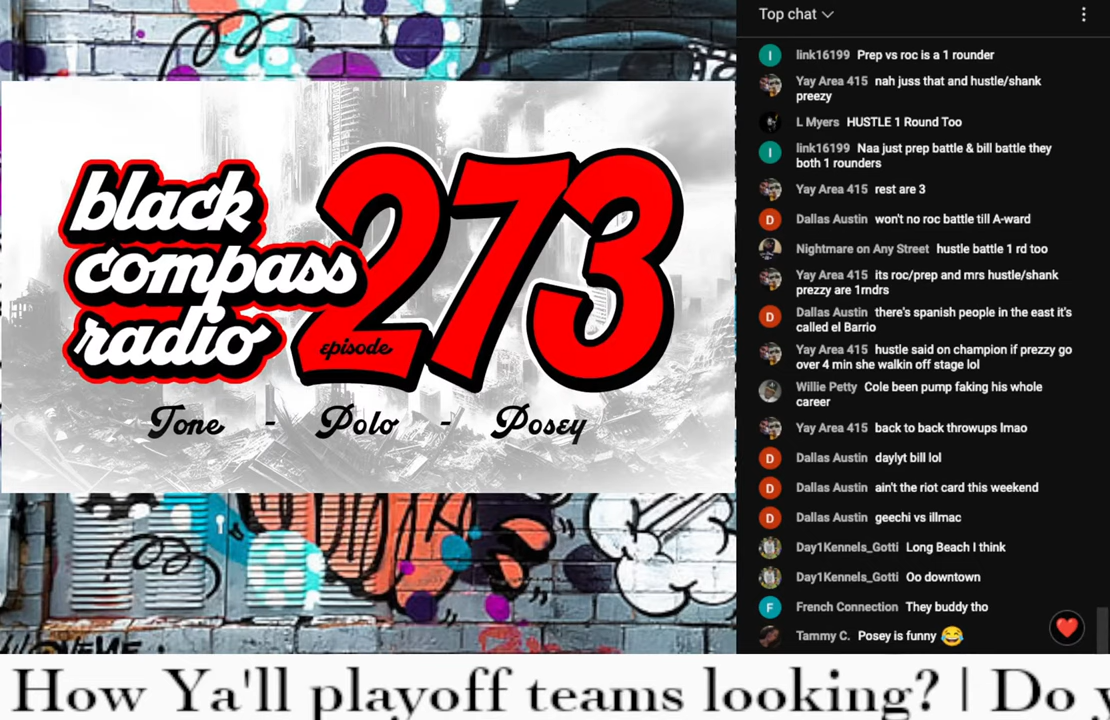 Top chat
black
compass
radio
273
episode
Tone - Polo - Posey
link16199 Prep vs roc is a 1 rounder
Yay Area 415 nah juss that and hustle/shank
preezy
L Myers HUSTLE 1 Round Too
link16199 Naa just prep battle & bill battle they
both 1 rounders
Yay Area 415 rest are 3
Dallas Austin won't no roc battle till A-ward
Nightmare on Any Street hustle battle 1 rd too
Yay Area 415 its roc/prep and mrs hustle/shank
prezzy are 1rndrs
Dallas Austin there's spanish people in the east it's
called el Barrio
Yay Area 415 hustle said on champion if prezzy go
over 4 min she walkin off stage lol
Willie Petty Cole been pump faking his whole
career
Yay Area 415 back to back throwups lmao
Dallas Austin daylyt bill lol
Dallas Austin ain't the riot card this weekend
Dallas Austin geechi vs illmac
Day1Kennels_Gotti Long Beach I think
Day1Kennels_Gotti Oo downtown
French Connection They buddy tho
Tammy C. Posey is funny 😂
How Ya'll playoff teams looking? | Do y